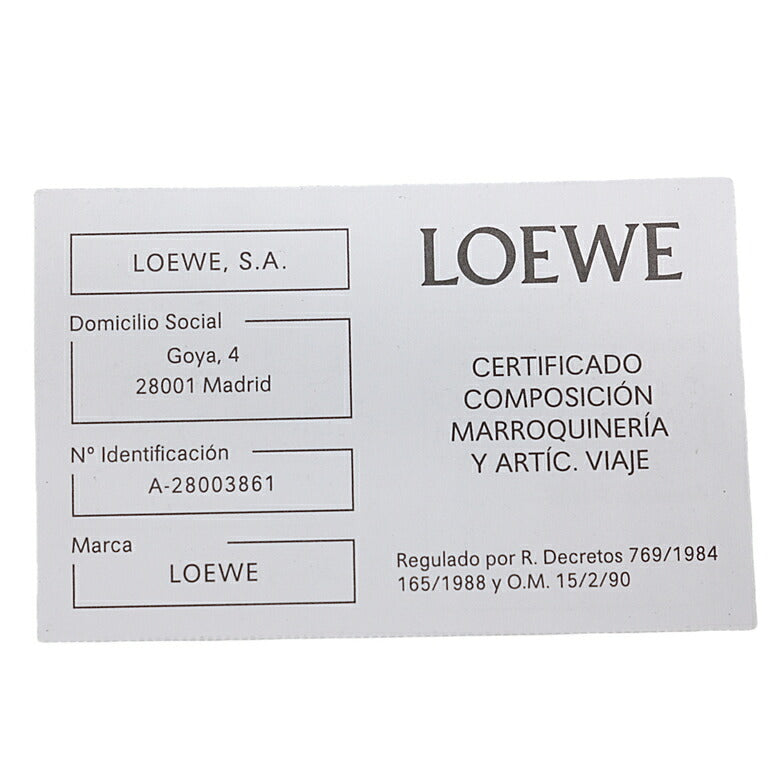 LOEWE, S.A.
Domicilio Social
Goya, 4
28001 Madrid
Nº Identificación
A-28003861
Marca
LOEWE
LOEWE
CERTIFICADO
COMPOSICIÓN
MARROQUINERÍA
Y ARTÍC. VIAJE
Regulado por R. Decretos 769/1984
165/1988 y O.M. 15/2/90